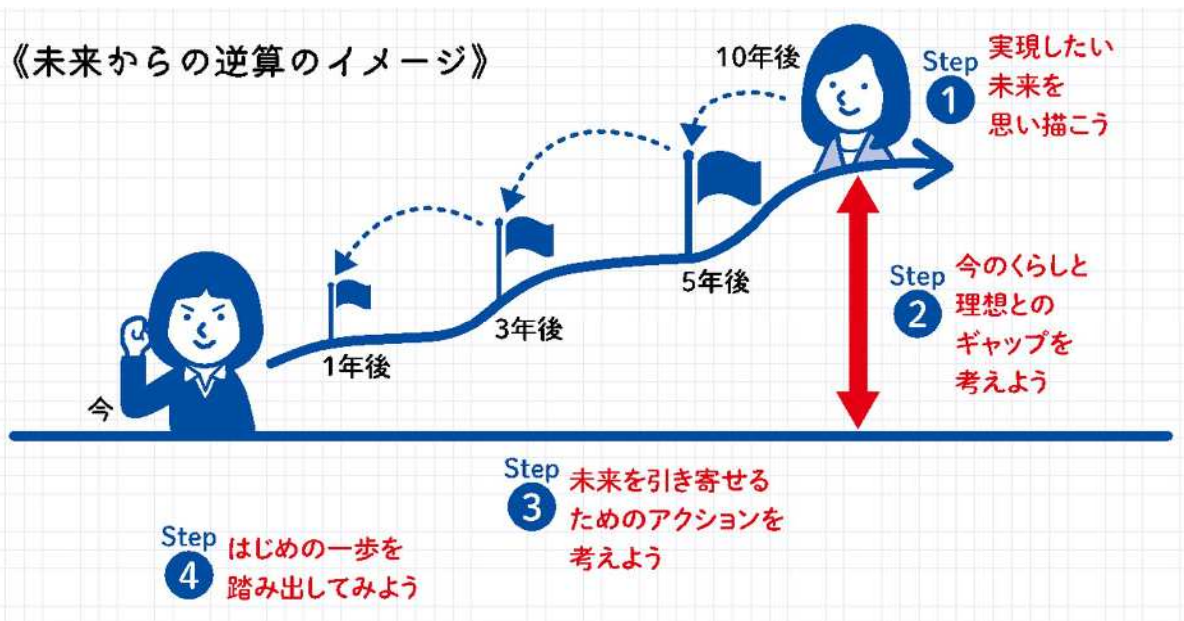 《未来からの逆算のイメージ》
10年後
Step
1
実現したい
未来を
思い描こう
5年後
3年後
1年後
今
Step
2
今のくらしと
理想との
ギャップを
考えよう
Step
3
未来を引き寄せる
ためのアクションを
考えよう
Step
4
はじめの一歩を
踏み出してみよう